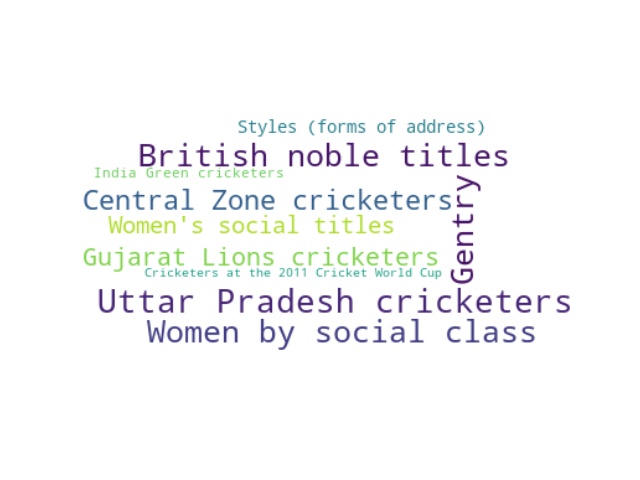 Styles (forms of address)
British noble titles
India Green cricketers
Central Zone cricketers
Women's social titles
Gentry
Gujarat Lions cricketers
Cricketers at the 2011 Cricket World Cup
Uttar Pradesh cricketers
Women by social class